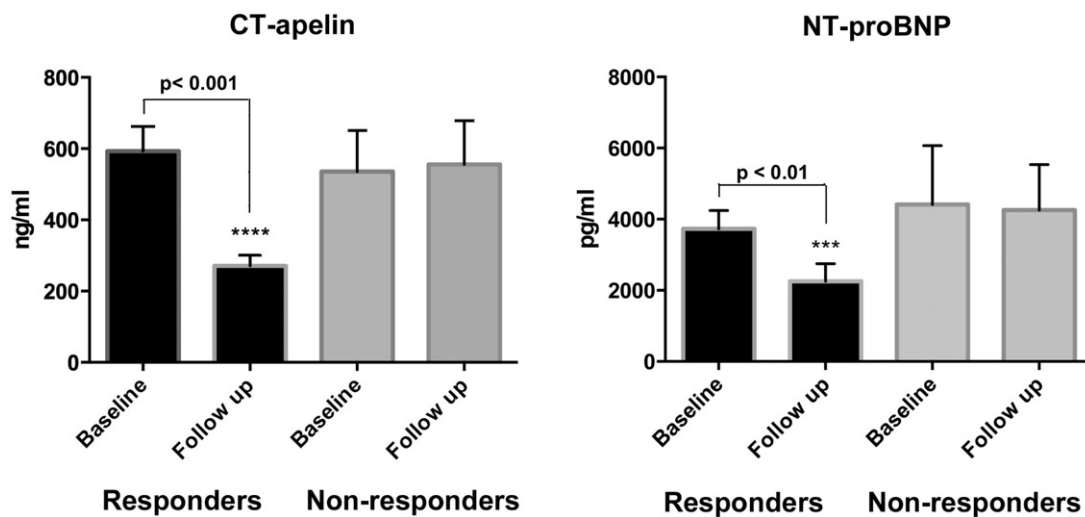 CT-apelin
ng/ml
800
600
400
200
0
p< 0.001
****
Baseline
Follow up
Baseline
Follow up
Responders
Non-responders
NT-proBNP
pg/ml
8000
6000
4000
2000
0
p < 0.01
***
Baseline
Follow up
Baseline
Follow up
Responders
Non-responders